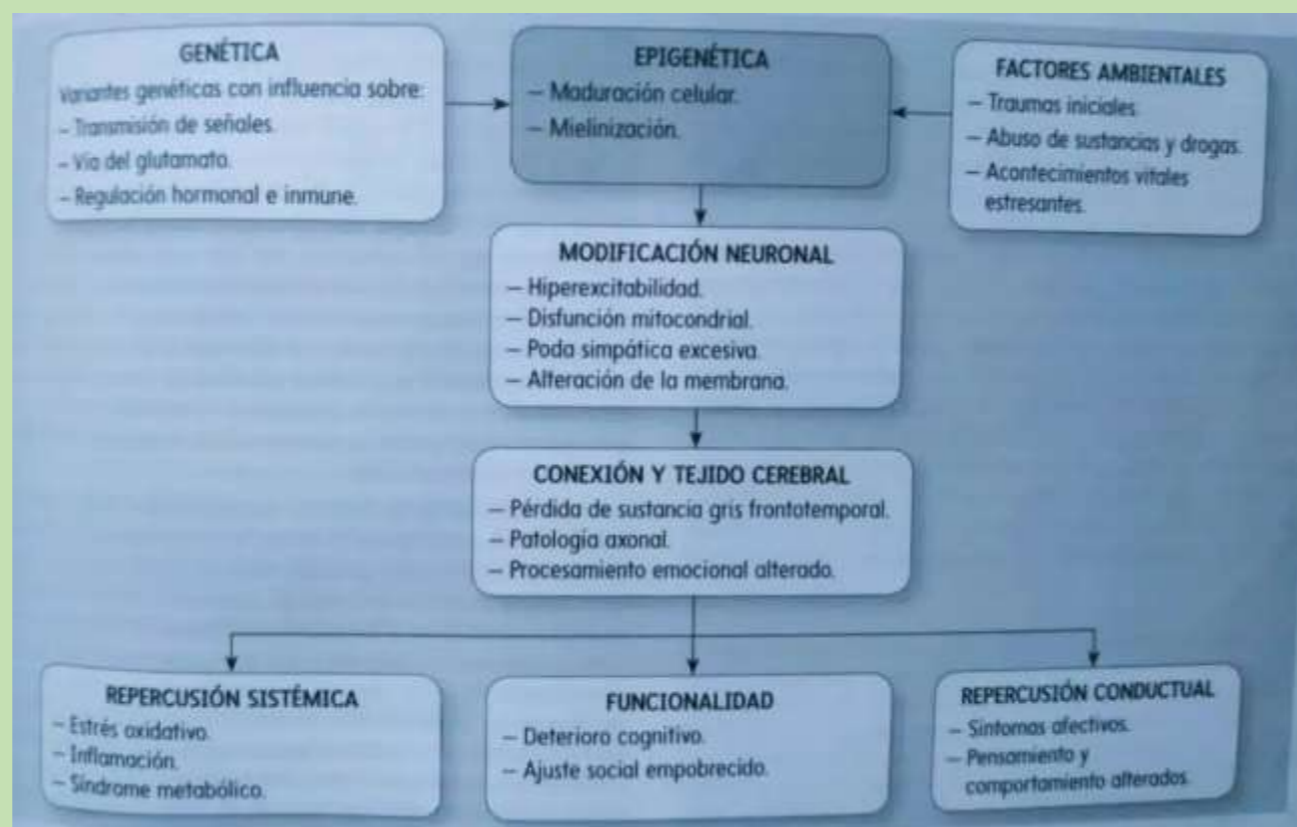 GENÉTICA
Variantes genéticas con influencia sobre:
– Transmisión de señales.
– Vía del glutamato.
– Regulación hormonal e inmune.
EPIGENÉTICA
– Maduración celular.
– Mielinización.
FACTORES AMBIENTALES
– Traumas iniciales.
– Abuso de sustancias y drogas.
– Acontecimientos vitales
estresantes.
MODIFICACIÓN NEURONAL
– Hiperexcitabilidad.
– Disfunción mitocondrial.
– Poda simpática excesiva.
– Alteración de la membrana.
CONEXIÓN Y TEJIDO CEREBRAL
– Pérdida de sustancia gris frontotemporal.
– Patología axonal.
– Procesamiento emocional alterado.
REPERCUSIÓN SISTÉMICA
– Estrés oxidativo.
– Inflamación.
– Síndrome metabólico.
FUNCIONALIDAD
– Deterioro cognitivo.
– Ajuste social empobrecido.
REPERCUSIÓN CONDUCTUAL
– Síntomas afectivos.
– Pensamiento y
comportamiento alterados.